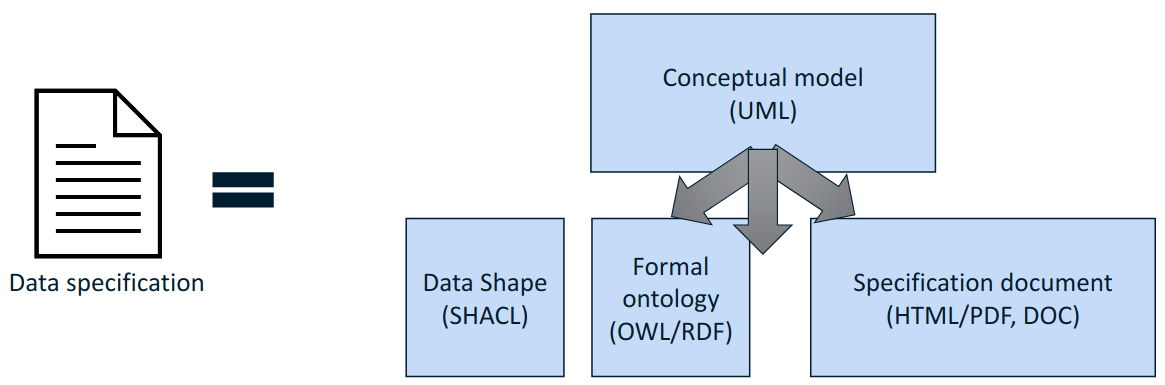 Conceptual model
(UML)
Data specification
Data Shape
(SHACL)
Formal
ontology
(OWL/RDF)
Specification document
(HTML/PDF, DOC)